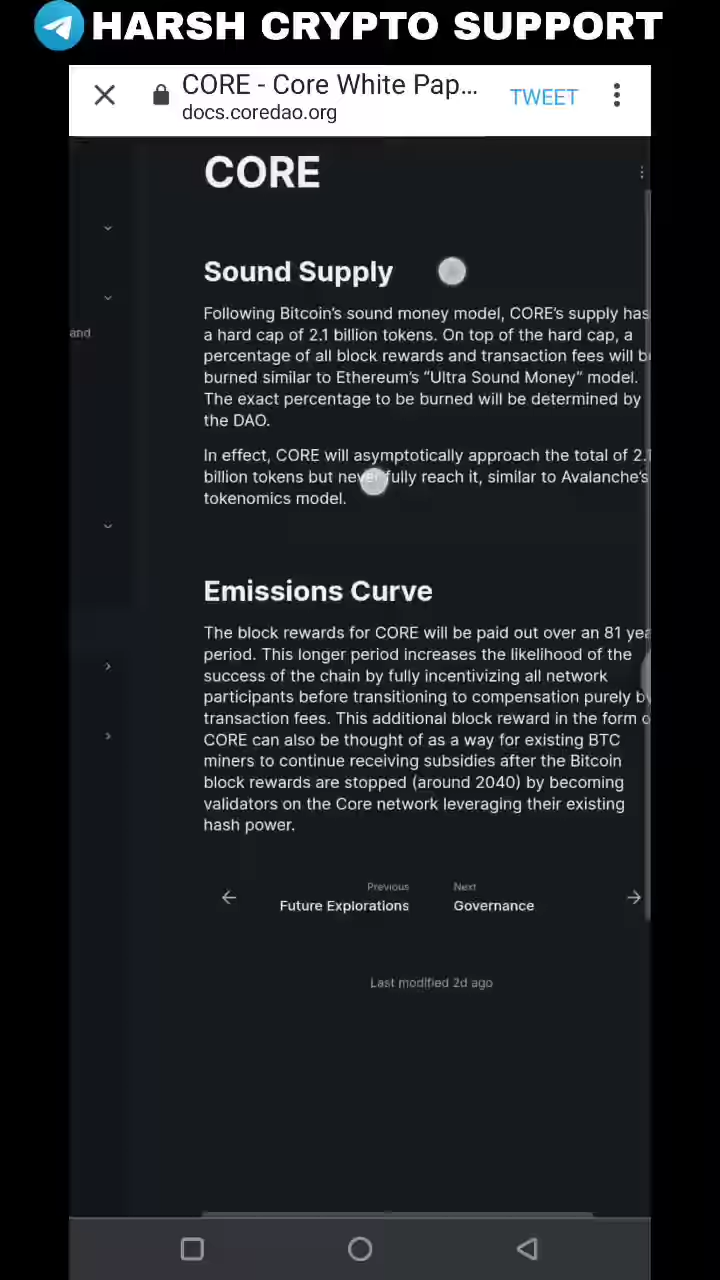 HARSH CRYPTO SUPPORT
CORE - Core White Pap...
TWEET
docs.coredao.org
CORE
and
Sound Supply
Following Bitcoin's sound money model, CORE's supply has
a hard cap of 2.1 billion tokens. On top of the hard cap, a
percentage of all block rewards and transaction fees will b
burned similar to Ethereum's "Ultra Sound Money" model.
The exact percentage to be burned will be determined by
the DAO.
In effect, CORE will asymptotically approach the total of 2.1
billion tokens but never fully reach it, similar to Avalanche's
tokenomics model.
Emissions Curve
The block rewards for CORE will be paid out over an 81 yea
period. This longer period increases the likelihood of the
success of the chain by fully incentivizing all network
participants before transitioning to compensation purely b
transaction fees. This additional block reward in the form o
CORE can also be thought of as a way for existing BTC
miners to continue receiving subsidies after the Bitcoin
block rewards are stopped (around 2040) by becoming
validators on the Core network leveraging their existing
hash power.
Previous
Future Explorations
Next
Governance
Last modified 2d ago